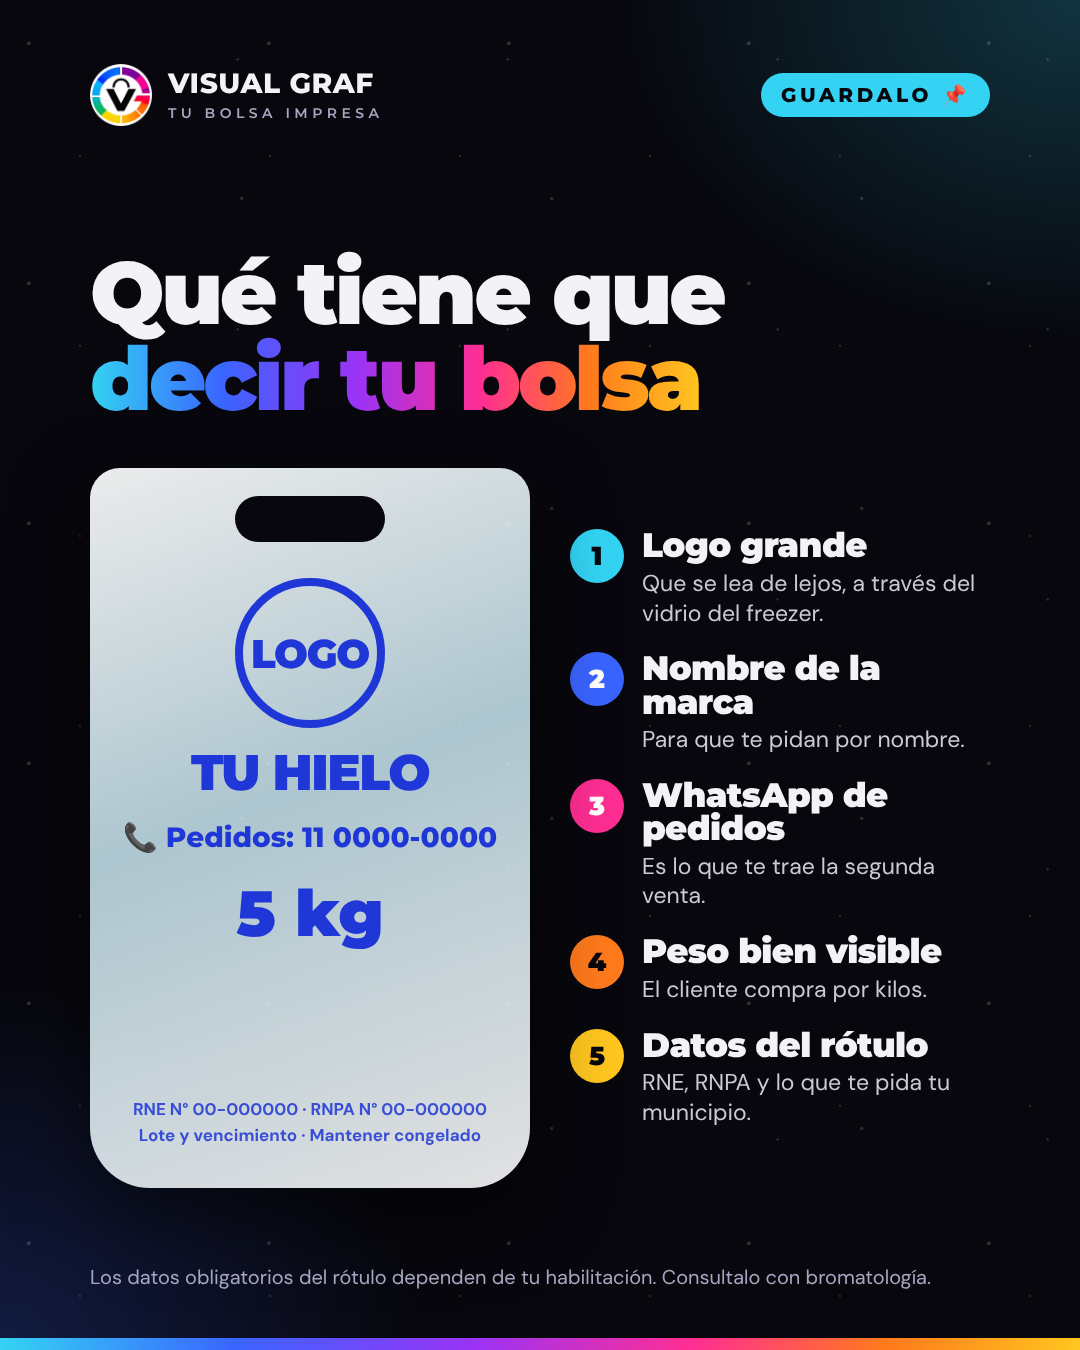 VISUAL GRAF
TU BOLSA IMPRESA
GUARDALO 📌
Qué tiene que
decir tu bolsa
LOGO
TU HIELO
📞 Pedidos: 11 0000-0000
5 kg
RNE N° 00-000000 · RNPA N° 00-000000
Lote y vencimiento · Mantener congelado
1 Logo grande
Que se lea de lejos, a través del
vidrio del freezer.
2 Nombre de la
marca
Para que te pidan por nombre.
3 WhatsApp de
pedidos
Es lo que te trae la segunda
venta.
4 Peso bien visible
El cliente compra por kilos.
5 Datos del rótulo
RNE, RNPA y lo que te pida tu
municipio.
Los datos obligatorios del rótulo dependen de tu habilitación. Consultalo con bromatología.